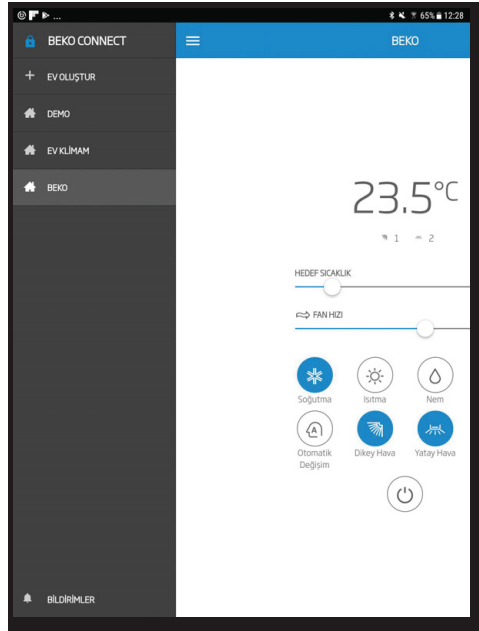 65% 12:28
BEKO CONNECT
BEKO
EV OLUŞTUR
DEMO
EV KLİMAM
BEKO
23.5°C
1 2
HEDEF SICAKLIK
FAN HIZI
Soğutma Isıtma Nem
A
Otomatik Değişim Dikey Hava Yatay Hava
BİLDİRİMLER